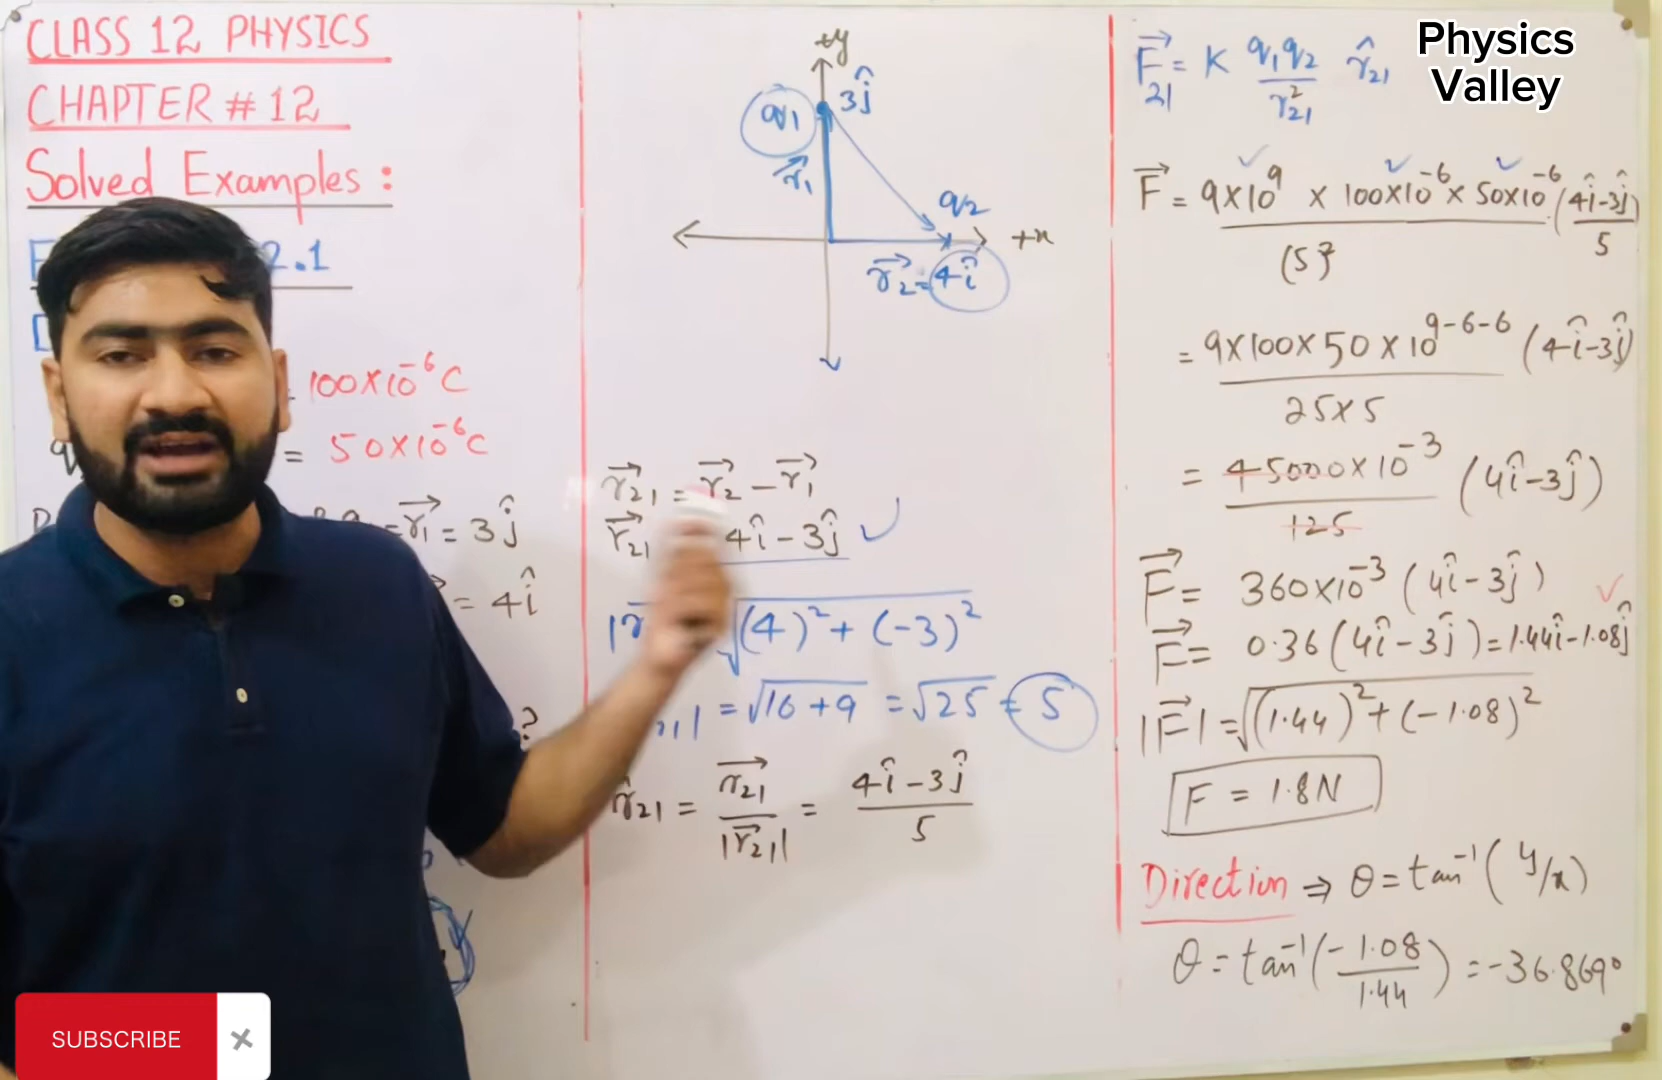 CLASS 12 PHYSICS
CHAPTER # 12
Solved Examples :
2.1
100×10⁻⁶C
= 50×10⁻⁶C
r⃗₁ = 3ĵ
= 4î
?
+y
3ĵ
q₁
r⃗₁
q₂
+x
r⃗₂ = 4î
r⃗₂₁ = r⃗₂ − r⃗₁
r⃗₂₁ 4î − 3ĵ
√(4)² + (−3)²
= √16 + 9 = √25 = 5
r̂₂₁ = r⃗₂₁ / |r⃗₂₁| = 4î − 3ĵ / 5
Physics
Valley
F⃗₂₁ = K q₁q₂ / r²₂₁ r̂₂₁
F⃗ = 9×10⁹ × 100×10⁻⁶ × 50×10⁻⁶ / (5)² (4î−3ĵ) / 5
= 9×100×50×10⁹⁻⁶⁻⁶ / 25×5 (4î−3ĵ)
= 45000×10⁻³ / 125 (4î−3ĵ)
F⃗ = 360×10⁻³ (4î−3ĵ)
F⃗ = 0.36 (4î−3ĵ) = 1.44î−1.08ĵ
|F⃗| = √(1.44)² + (−1.08)²
F = 1.8N
Direction ⇒ θ = tan⁻¹ (y/x)
θ = tan⁻¹(−1.08 / 1.44) = −36.869°
SUBSCRIBE